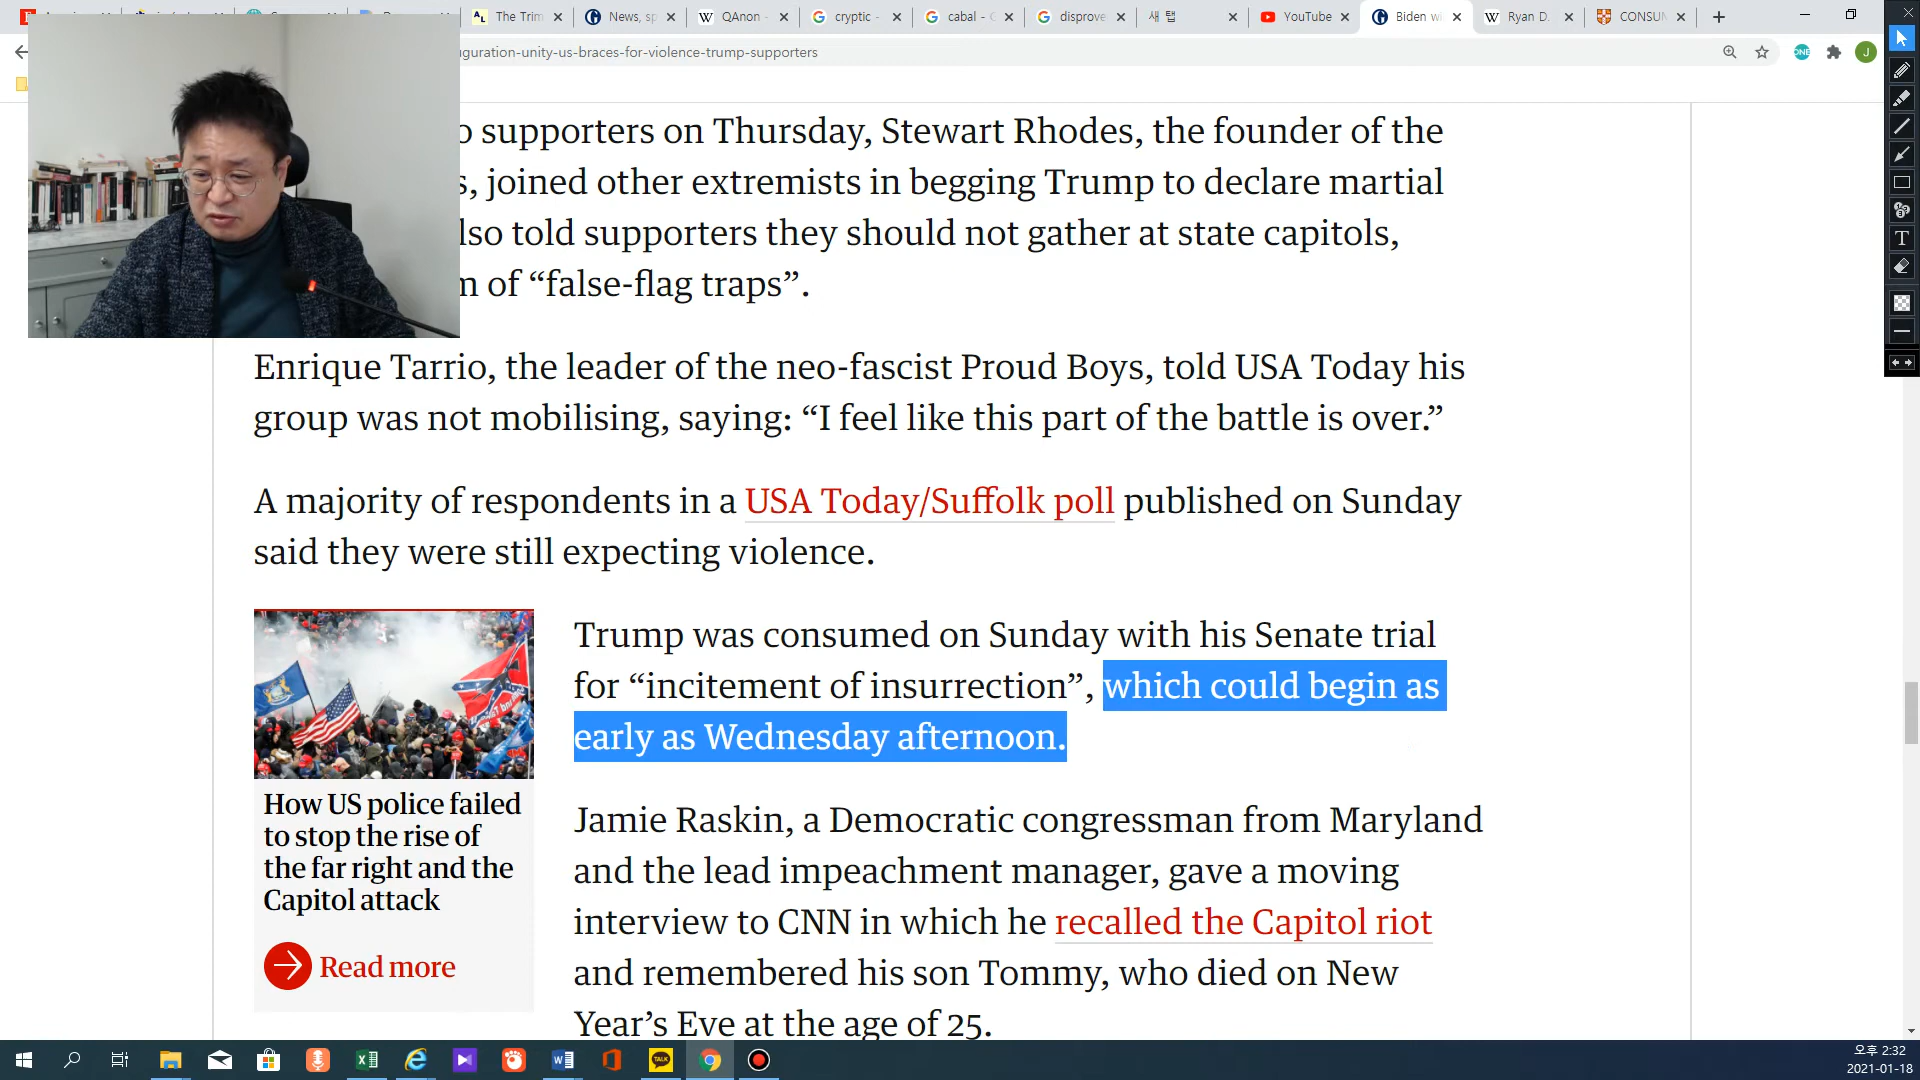 The Trim
News, sp
QAnon -
cryptic -
cabal - G
disprove
새 탭
YouTube
Biden wi
Ryan D.
CONSUM
guration-unity-us-braces-for-violence-trump-supporters
J
o supporters on Thursday, Stewart Rhodes, the founder of the
s, joined other extremists in begging Trump to declare martial
lso told supporters they should not gather at state capitols,
m of “false-flag traps”.
Enrique Tarrio, the leader of the neo-fascist Proud Boys, told USA Today his
group was not mobilising, saying: “I feel like this part of the battle is over.”
A majority of respondents in a USA Today/Suffolk poll published on Sunday
said they were still expecting violence.
Trump was consumed on Sunday with his Senate trial
for “incitement of insurrection”, which could begin as
early as Wednesday afternoon.
How US police failed
to stop the rise of
the far right and the
Capitol attack
Read more
Jamie Raskin, a Democratic congressman from Maryland
and the lead impeachment manager, gave a moving
interview to CNN in which he recalled the Capitol riot
and remembered his son Tommy, who died on New
Year’s Eve at the age of 25.
TALK
오후 2:32
2021-01-18